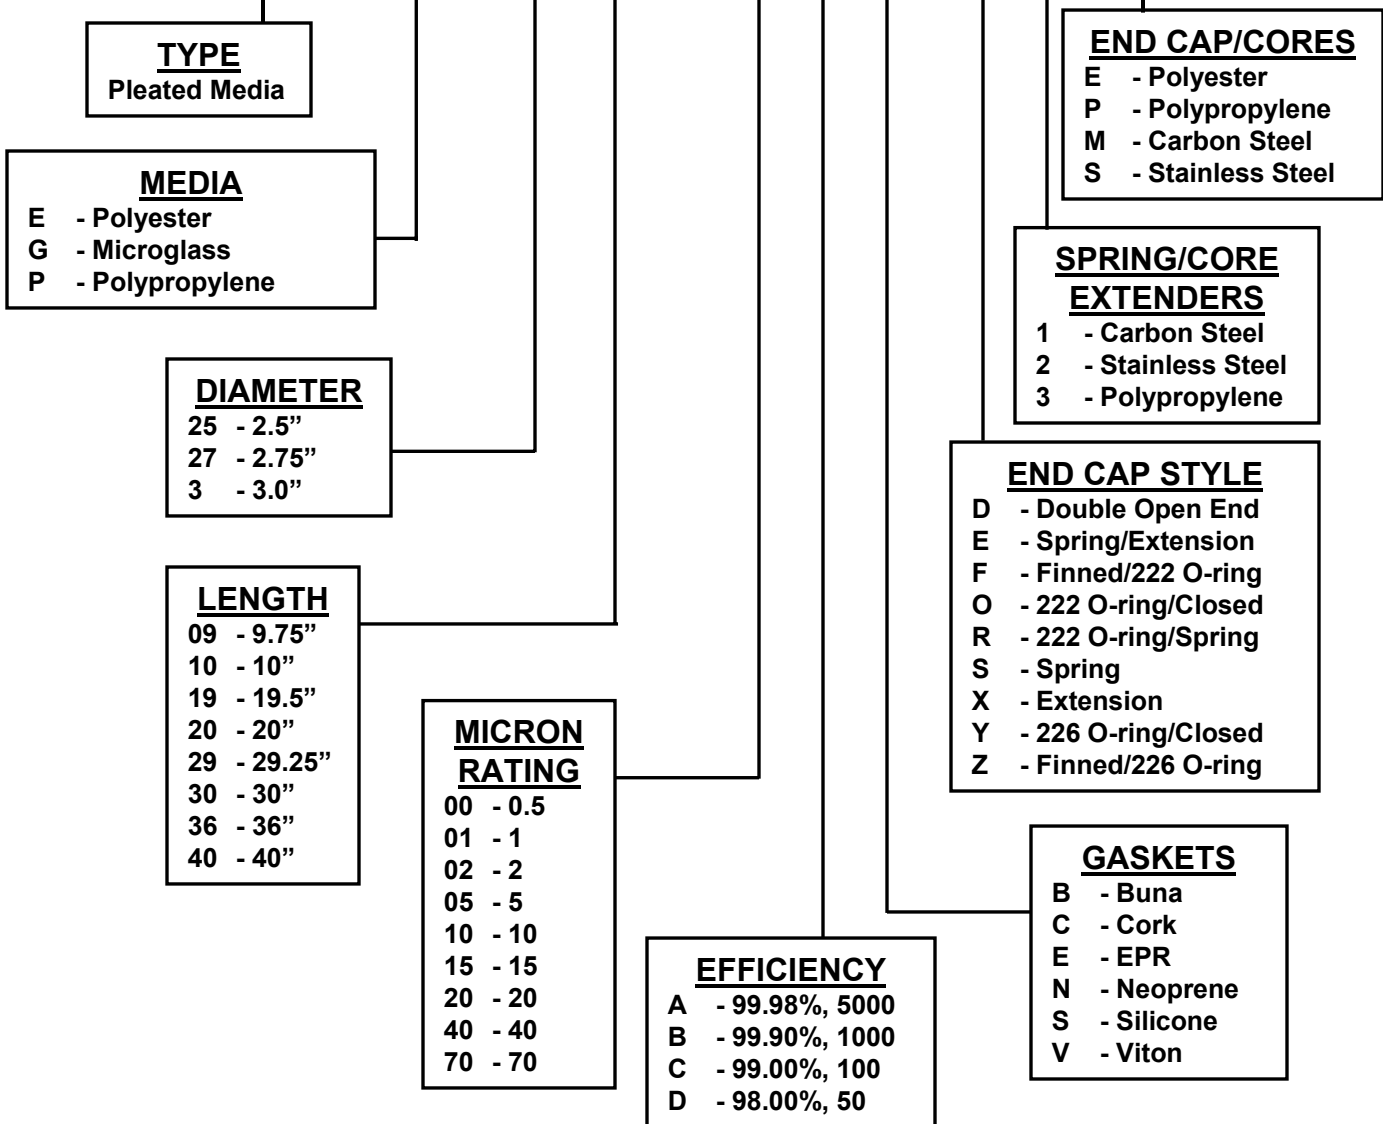 TYPE
Pleated Media
MEDIA
E - Polyester
G - Microglass
P - Polypropylene
DIAMETER
25 - 2.5”
27 - 2.75”
3 - 3.0”
LENGTH
09 - 9.75”
10 - 10”
19 - 19.5”
20 - 20”
29 - 29.25”
30 - 30”
36 - 36”
40 - 40”
MICRON
RATING
00 - 0.5
01 - 1
02 - 2
05 - 5
10 - 10
15 - 15
20 - 20
40 - 40
70 - 70
EFFICIENCY
A - 99.98%, 5000
B - 99.90%, 1000
C - 99.00%, 100
D - 98.00%, 50
END CAP/CORES
E - Polyester
P - Polypropylene
M - Carbon Steel
S - Stainless Steel
SPRING/CORE
EXTENDERS
1 - Carbon Steel
2 - Stainless Steel
3 - Polypropylene
END CAP STYLE
D - Double Open End
E - Spring/Extension
F - Finned/222 O-ring
O - 222 O-ring/Closed
R - 222 O-ring/Spring
S - Spring
X - Extension
Y - 226 O-ring/Closed
Z - Finned/226 O-ring
GASKETS
B - Buna
C - Cork
E - EPR
N - Neoprene
S - Silicone
V - Viton